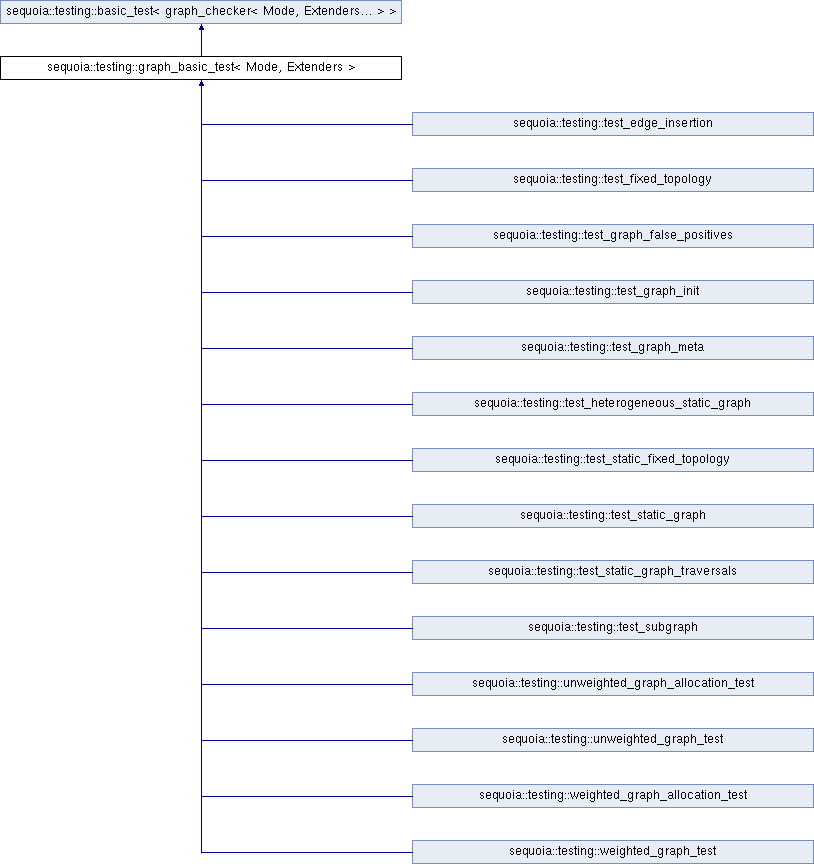 sequoia::testing::basic_test< graph_checker< Mode, Extenders... > >
sequoia::testing::graph_basic_test< Mode, Extenders >
sequoia::testing::test_edge_insertion
sequoia::testing::test_fixed_topology
sequoia::testing::test_graph_false_positives
sequoia::testing::test_graph_init
sequoia::testing::test_graph_meta
sequoia::testing::test_heterogeneous_static_graph
sequoia::testing::test_static_fixed_topology
sequoia::testing::test_static_graph
sequoia::testing::test_static_graph_traversals
sequoia::testing::test_subgraph
sequoia::testing::unweighted_graph_allocation_test
sequoia::testing::unweighted_graph_test
sequoia::testing::weighted_graph_allocation_test
sequoia::testing::weighted_graph_test